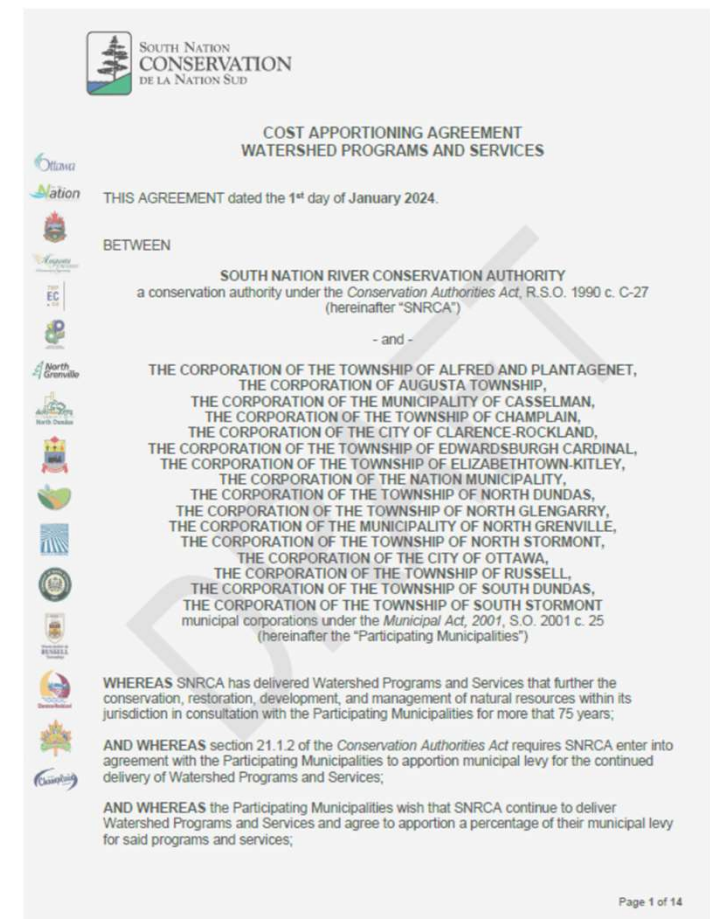 SOUTH NATION
CONSERVATION
DE LA NATION SUD
COST APPORTIONING AGREEMENT
WATERSHED PROGRAMS AND SERVICES
Ottawa
Nation
THIS AGREEMENT dated the 1st day of January 2024.
BETWEEN
Augusta
SOUTH NATION RIVER CONSERVATION AUTHORITY
a conservation authority under the Conservation Authorities Act, R.S.O. 1990 c. C-27
(hereinafter "SNRCA")
EC
- and -
North
Grenville
THE CORPORATION OF THE TOWNSHIP OF ALFRED AND PLANTAGENET,
THE CORPORATION OF AUGUSTA TOWNSHIP,
THE CORPORATION OF THE MUNICIPALITY OF CASSELMAN,
THE CORPORATION OF THE TOWNSHIP OF CHAMPLAIN,
North Dundas
THE CORPORATION OF THE CITY OF CLARENCE-ROCKLAND,
THE CORPORATION OF THE TOWNSHIP OF EDWARDSBURGH CARDINAL,
THE CORPORATION OF THE TOWNSHIP OF ELIZABETHTOWN-KITLEY,
THE CORPORATION OF THE NATION MUNICIPALITY,
THE CORPORATION OF THE TOWNSHIP OF NORTH DUNDAS,
THE CORPORATION OF THE TOWNSHIP OF NORTH GLENGARRY,
THE CORPORATION OF THE MUNICIPALITY OF NORTH GRENVILLE,
THE CORPORATION OF THE TOWNSHIP OF NORTH STORMONT,
THE CORPORATION OF THE CITY OF OTTAWA,
THE CORPORATION OF THE TOWNSHIP OF RUSSELL,
THE CORPORATION OF THE TOWNSHIP OF SOUTH DUNDAS,
THE CORPORATION OF THE TOWNSHIP OF SOUTH STORMONT
municipal corporations under the Municipal Act, 2001, S.O. 2001 c. 25
(hereinafter the "Participating Municipalities")
RUSSELL
DRAFT
WHEREAS SNRCA has delivered Watershed Programs and Services that further the
conservation, restoration, development, and management of natural resources within its
jurisdiction in consultation with the Participating Municipalities for more that 75 years;
AND WHEREAS section 21.1.2 of the Conservation Authorities Act requires SNRCA enter into
agreement with the Participating Municipalities to apportion municipal levy for the continued
delivery of Watershed Programs and Services;
Champlain
AND WHEREAS the Participating Municipalities wish that SNRCA continue to deliver
Watershed Programs and Services and agree to apportion a percentage of their municipal levy
for said programs and services;
Page 1 of 14